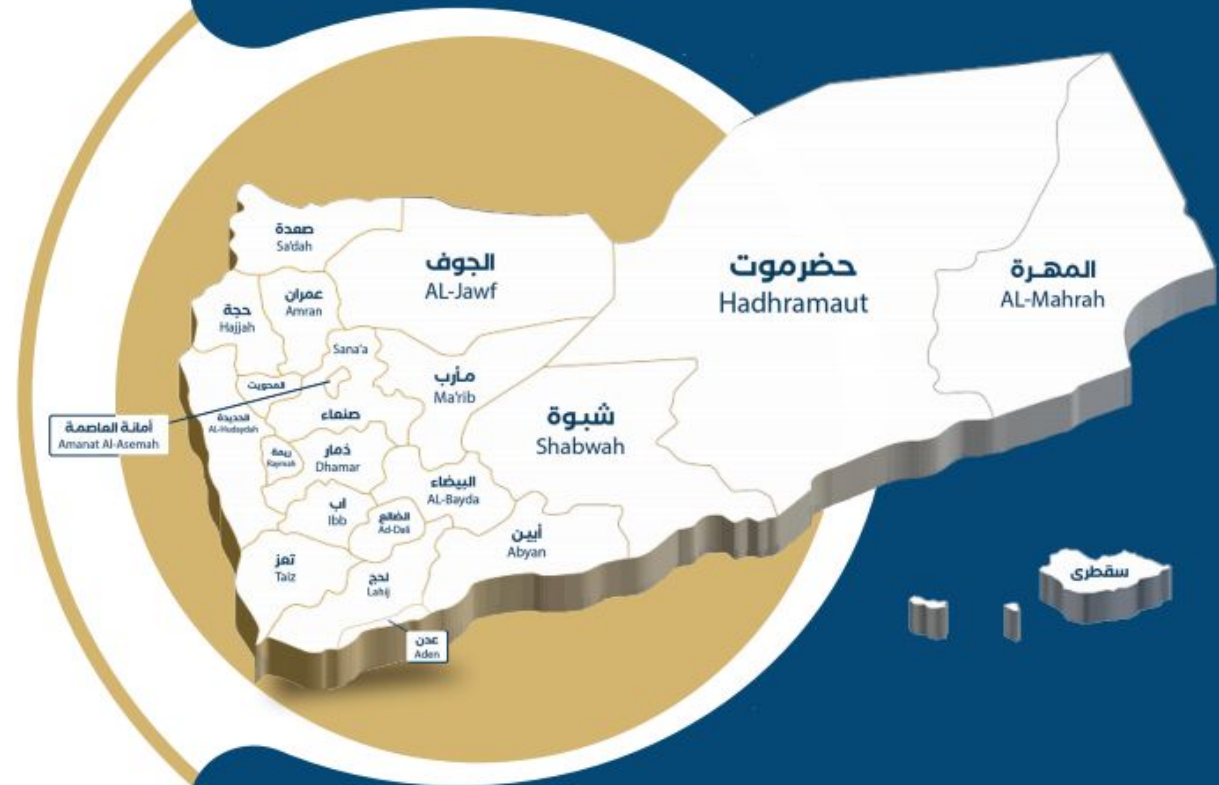 صعدة
Sa'dah
الجوف
AL-Jawf
حضرموت
Hadhramaut
المهرة
AL-Mahrah
حجة
Hajjah
عمران
Amran
Sana'a
مأرب
Ma'rib
المحويت
أمانة العاصمة
Amanat Al-Asemah
الحديدة
AL-Hudaydah
صنعاء
شبوة
Shabwah
ريمة
Raymah
ذمار
Dhamar
البيضاء
AL-Bayda
اب
Ibb
الضالع
Ad-Dali
أبين
Abyan
تعز
Taiz
لحج
Lahij
عدن
Aden
سقطرى